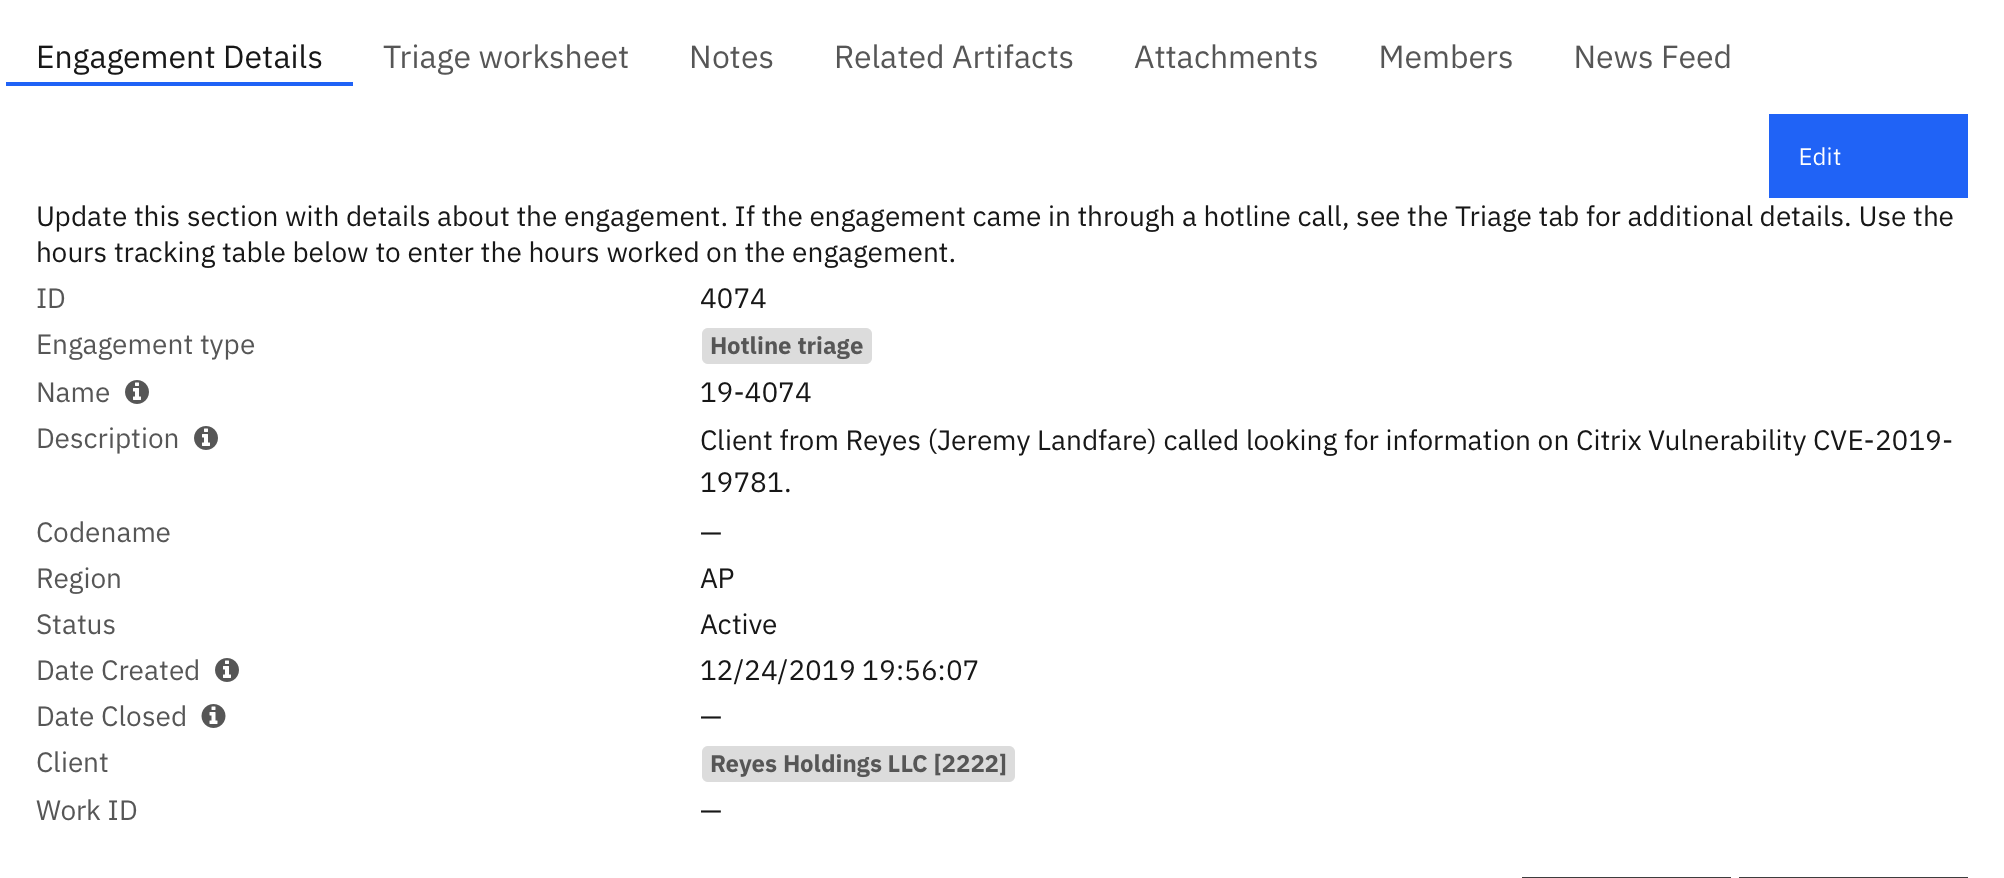 Engagement Details Triage worksheet Notes Related Artifacts Attachments Members News Feed
Edit
Update this section with details about the engagement. If the engagement came in through a hotline call, see the Triage tab for additional details. Use the
hours tracking table below to enter the hours worked on the engagement.
ID 4074
Engagement type Hotline triage
Name 19-4074
Description Client from Reyes (Jeremy Landfare) called looking for information on Citrix Vulnerability CVE-2019-
19781.
Codename —
Region AP
Status Active
Date Created 12/24/2019 19:56:07
Date Closed —
Client Reyes Holdings LLC [2222]
Work ID —